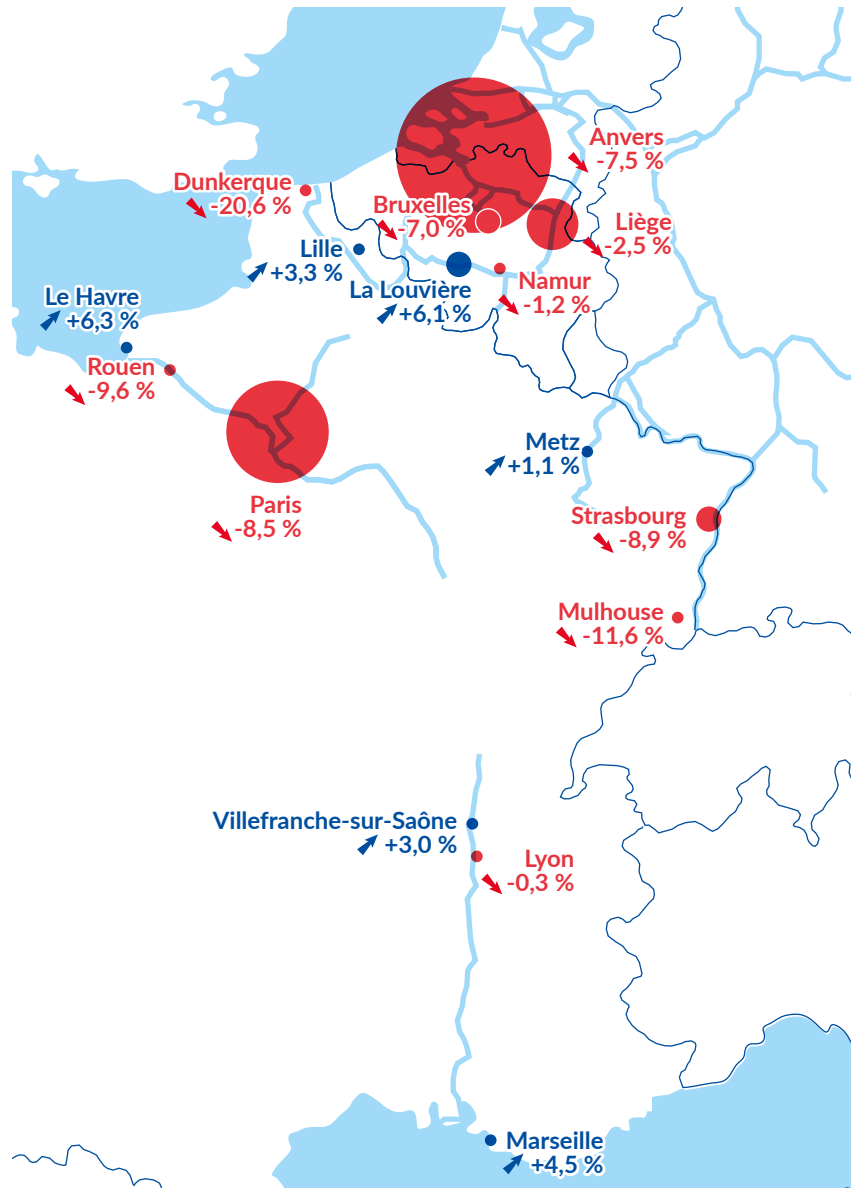 Anvers
-7,5 %
Dunkerque
-20,6 %
Bruxelles
-7,0 %
Liège
-2,5 %
Lille
+3,3 %
La Louvière
+6,1 %
Namur
-1,2 %
Le Havre
+6,3 %
Rouen
-9,6 %
Metz
+1,1 %
Paris
-8,5 %
Strasbourg
-8,9 %
Mulhouse
-11,6 %
Villefranche-sur-Saône
+3,0 %
Lyon
-0,3 %
Marseille
+4,5 %